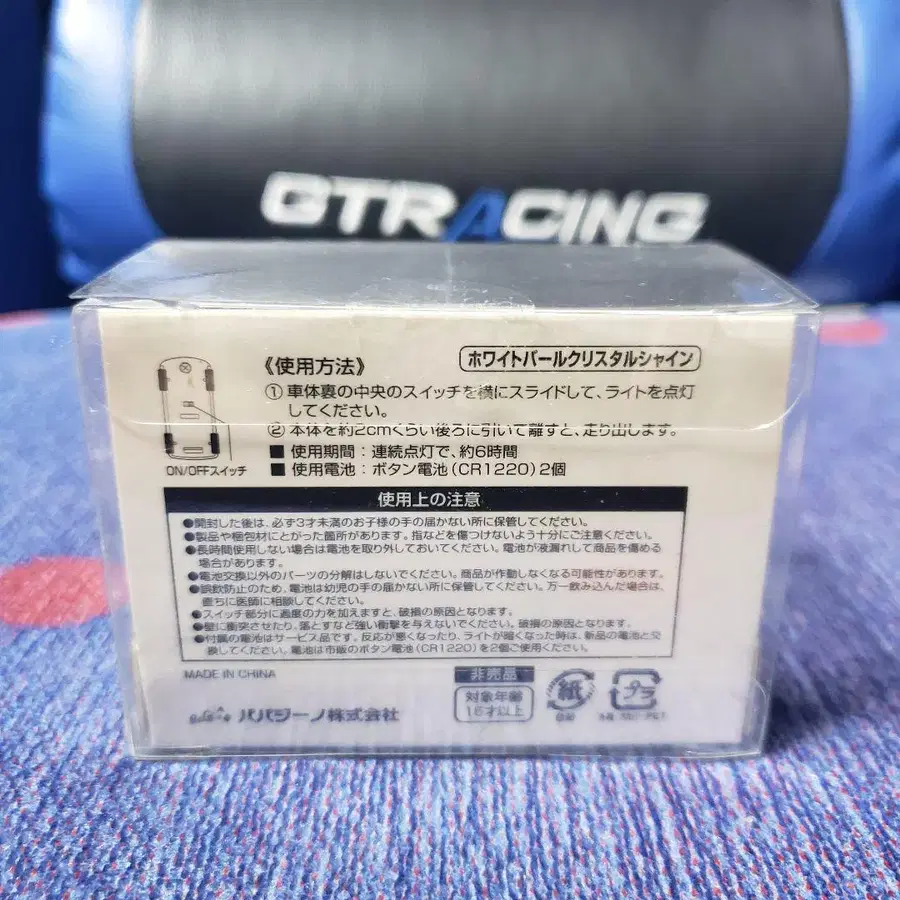 GTRACING
《使用方法》
ホワイトパールクリスタルシャイン
① 車体裏の中央のスイッチを横にスライドして、ライトを点灯
してください。
② 本体を約2cmくらい後ろに引いて離すと、走り出します。
■ 使用期間：連続点灯で、約6時間
■ 使用電池：ボタン電池（CR1220）2個
ON/OFFスイッチ
使用上の注意
●開封した後は、必ず3才未満のお子様の手の届かない所に保管してください。
●製品や梱包材にとがった箇所があります。指などを傷つけないよう十分にご注意ください。
●長時間使用しない場合は電池を取り外しておいてください。電池が液漏れして商品を傷める
場合があります。
●電池交換以外のパーツの分解はしないでください。商品が作動しなくなる可能性があります。
●誤飲防止のため、電池は幼児の手の届かない所に保管してください。万一飲み込んだ場合は、
直ちに医師に相談してください。
●スイッチ部分に過度の力を加えますと、破損の原因となります。
●壁に衝突させたり、落とすなど強い衝撃を与えないでください。破損の原因となります。
●付属の電池はサービス品です。反応が悪くなったり、ライトが暗くなった時は、新品の電池と交
換してください。電池は市販のボタン電池（CR1220）を2個ご使用ください。
MADE IN CHINA
非売品
対象年齢
15才以上
紙
プラ
パパジーノ株式会社